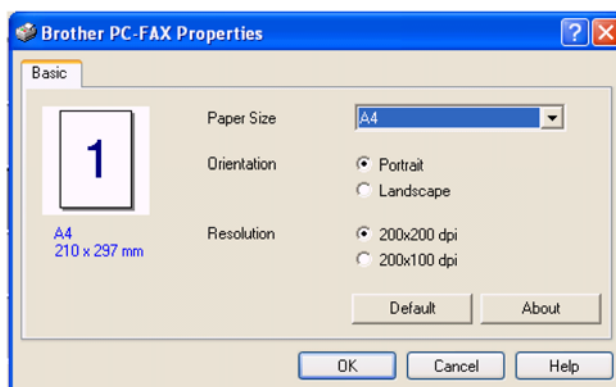 Brother PC-FAX Properties
Basic
1
A4
210 x 297 mm
Paper Size
A4
Orientation
Portrait
Landscape
Resolution
200x200 dpi
200x100 dpi
Default
About
OK
Cancel
Help